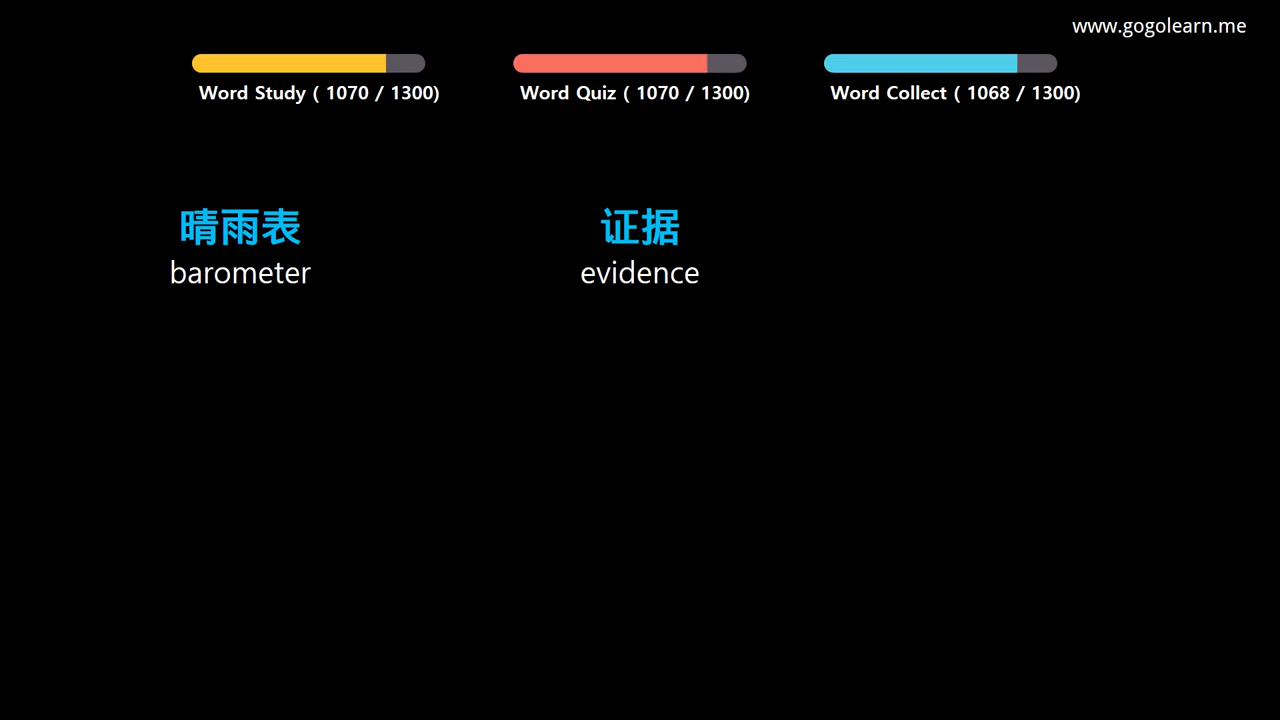 www.gogolearn.me
Word Study ( 1070 / 1300)
Word Quiz ( 1070 / 1300)
Word Collect ( 1068 / 1300)
晴雨表
barometer
证据
evidence